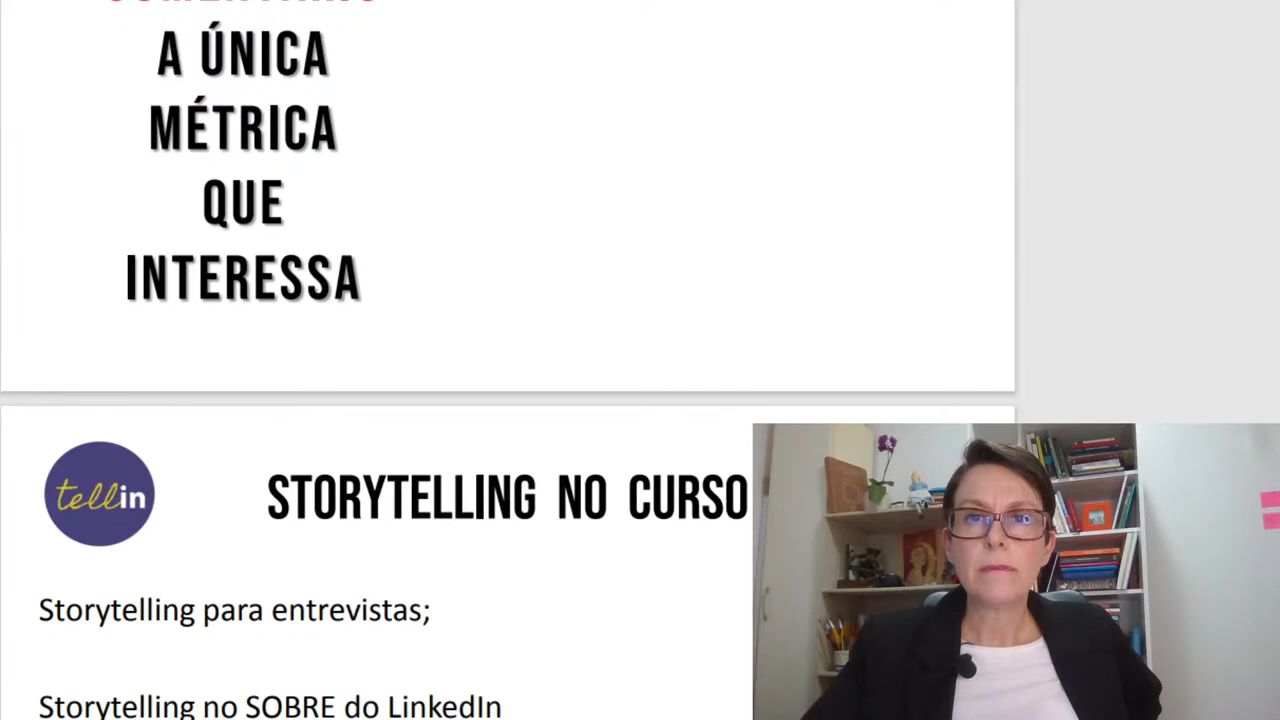 A ÚNICA
MÉTRICA
QUE
INTERESSA
tellin
STORYTELLING NO CURSO
Storytelling para entrevistas;
Storytelling no SOBRE do LinkedIn